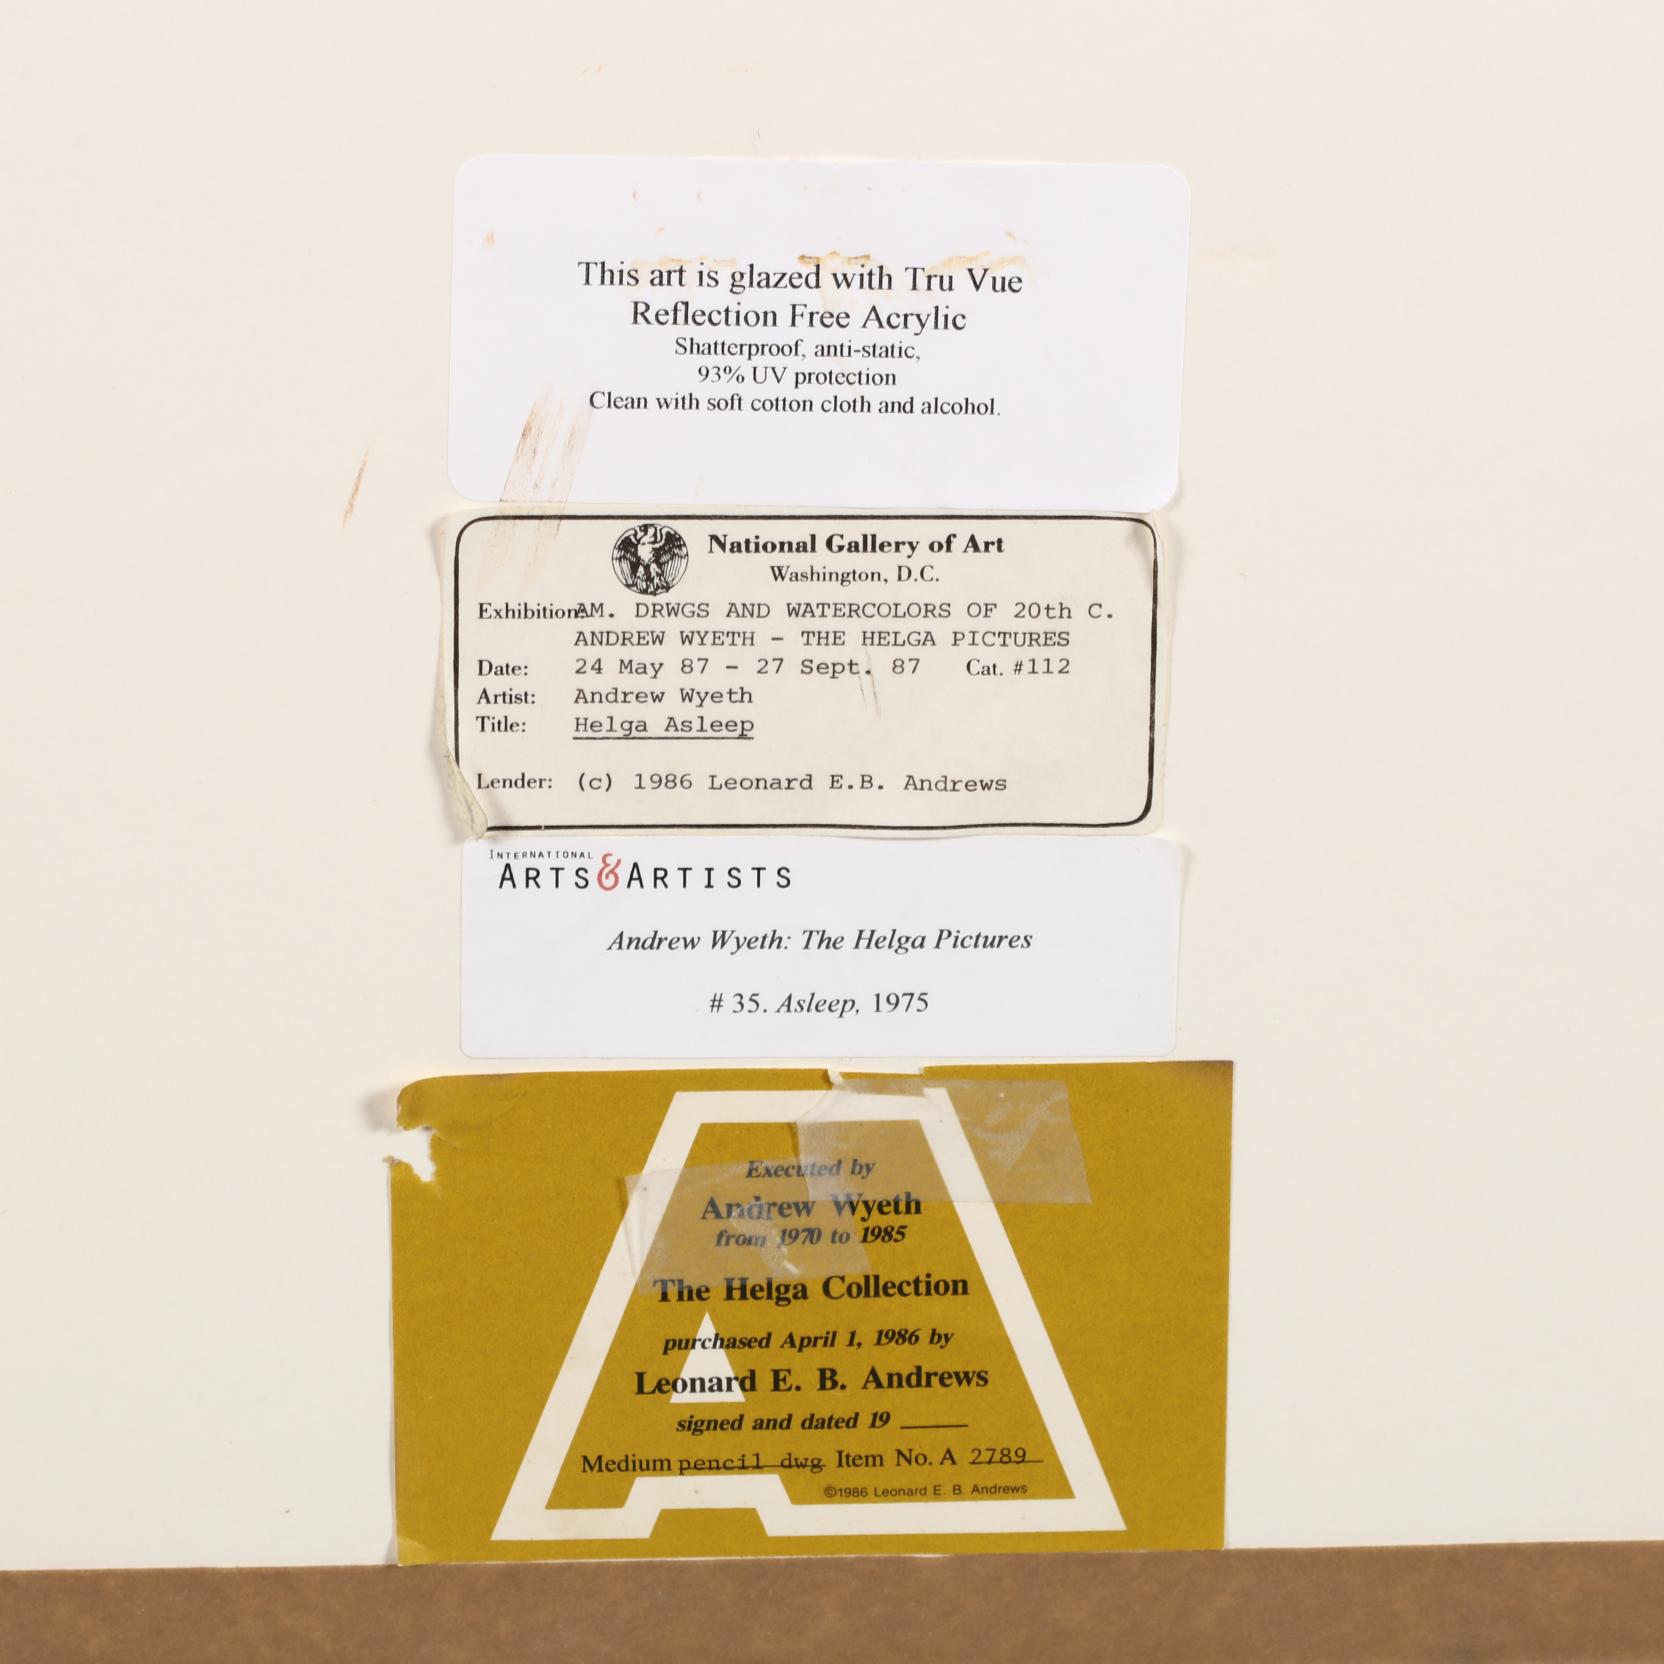 This art is glazed with Tru Vue
Reflection Free Acrylic
Shatterproof, anti-static,
93% UV protection
Clean with soft cotton cloth and alcohol.
National Gallery of Art
Washington, D.C.
Exhibition: AM. DRWGS AND WATERCOLORS OF 20th C.
ANDREW WYETH - THE HELGA PICTURES
Date: 24 May 87 - 27 Sept. 87 Cat. #112
Artist: Andrew Wyeth
Title: Helga Asleep
Lender: (c) 1986 Leonard E.B. Andrews
INTERNATIONAL
ARTS & ARTISTS
Andrew Wyeth: The Helga Pictures
# 35. Asleep, 1975
Executed by
Andrew Wyeth
from 1970 to 1985
The Helga Collection
purchased April 1, 1986 by
Leonard E. B. Andrews
signed and dated 19 ____
Medium pencil dwg Item No. A 2789
©1986 Leonard E. B. Andrews